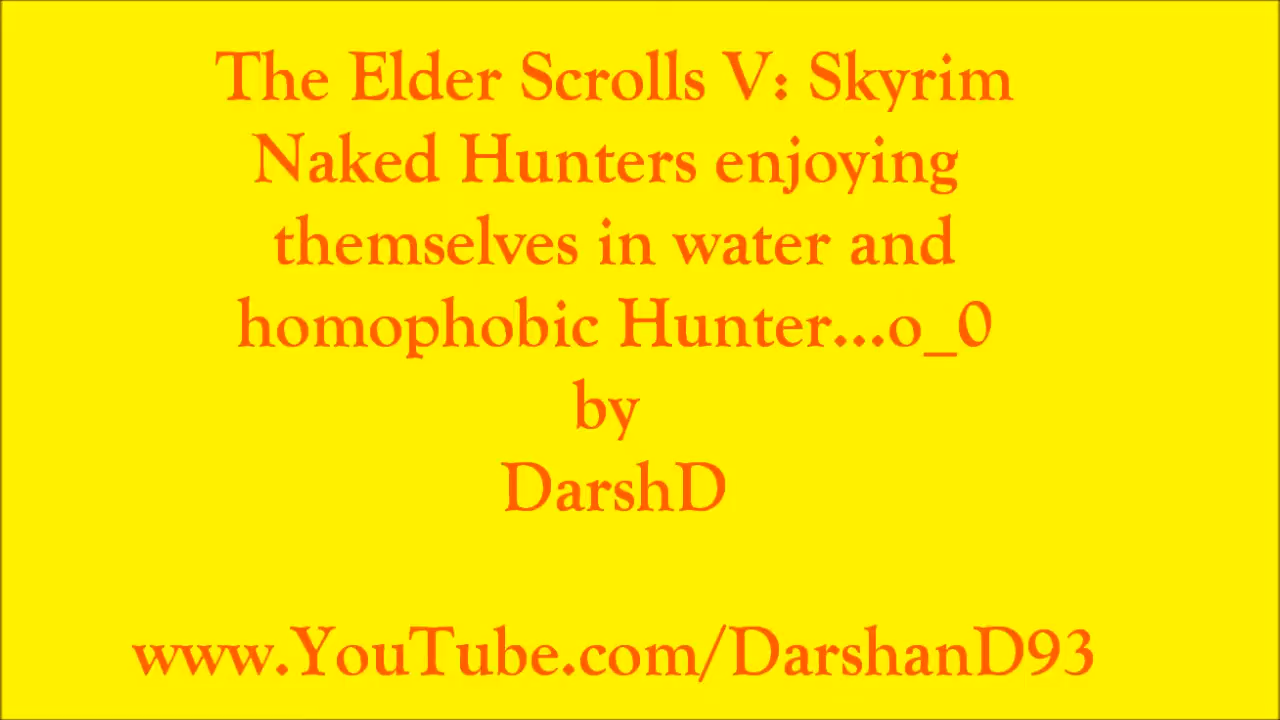 The Elder Scrolls V: Skyrim
Naked Hunters enjoying
themselves in water and
homophobic Hunter...o_0
by
DarshD
www.YouTube.com/DarshanD93